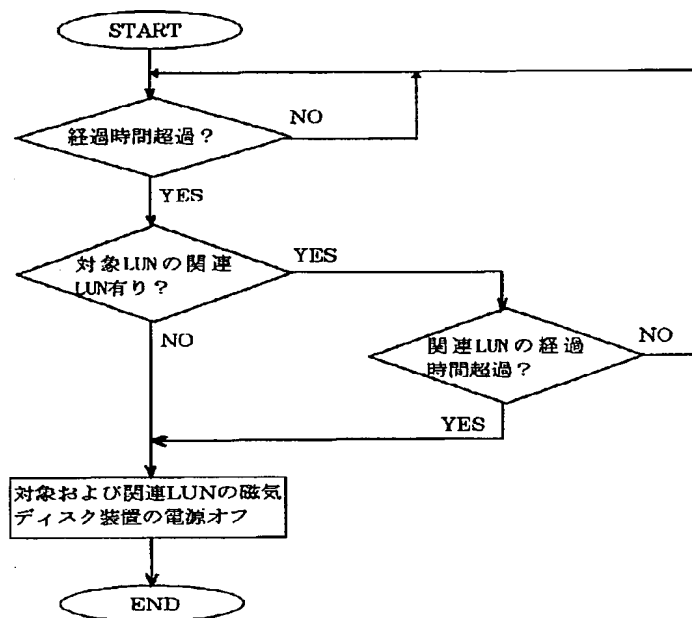 START
経過時間超過？
NO
YES
対象LUNの関連
LUN有り？
YES
NO
関連LUNの経過
時間超過？
NO
YES
対象および関連LUNの磁気
ディスク装置の電源オフ
END